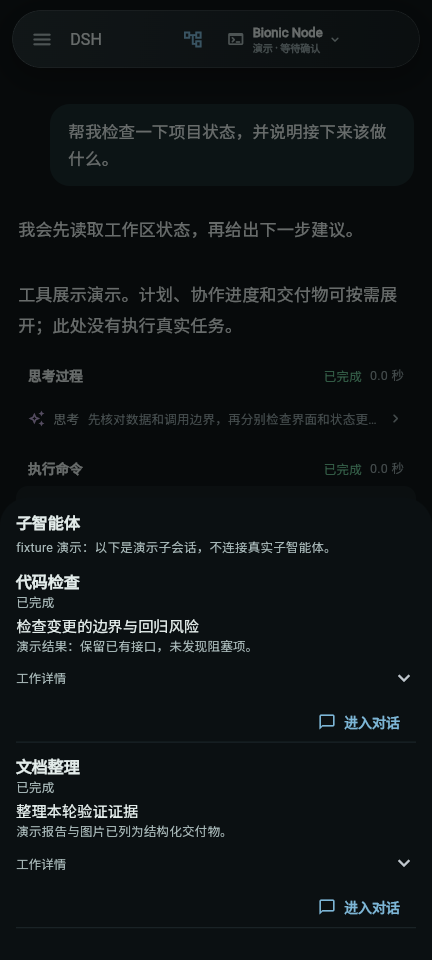 DSH
Bionic Node
演示 · 等待确认
帮我检查一下项目状态，并说明接下来该做
什么。
我会先读取工作区状态，再给出下一步建议。
工具展示演示。计划、协作进度和交付物可按需展
开；此处没有执行真实任务。
思考过程 已完成 0.0 秒
思考 先核对数据和调用边界，再分别检查界面和状态更...
执行命令 已完成 0.0 秒
子智能体
fixture 演示：以下是演示子会话，不连接真实子智能体。
代码检查
已完成
检查变更的边界与回归风险
演示结果：保留已有接口，未发现阻塞项。
工作详情
进入对话
文档整理
已完成
整理本轮验证证据
演示报告与图片已列为结构化交付物。
工作详情
进入对话